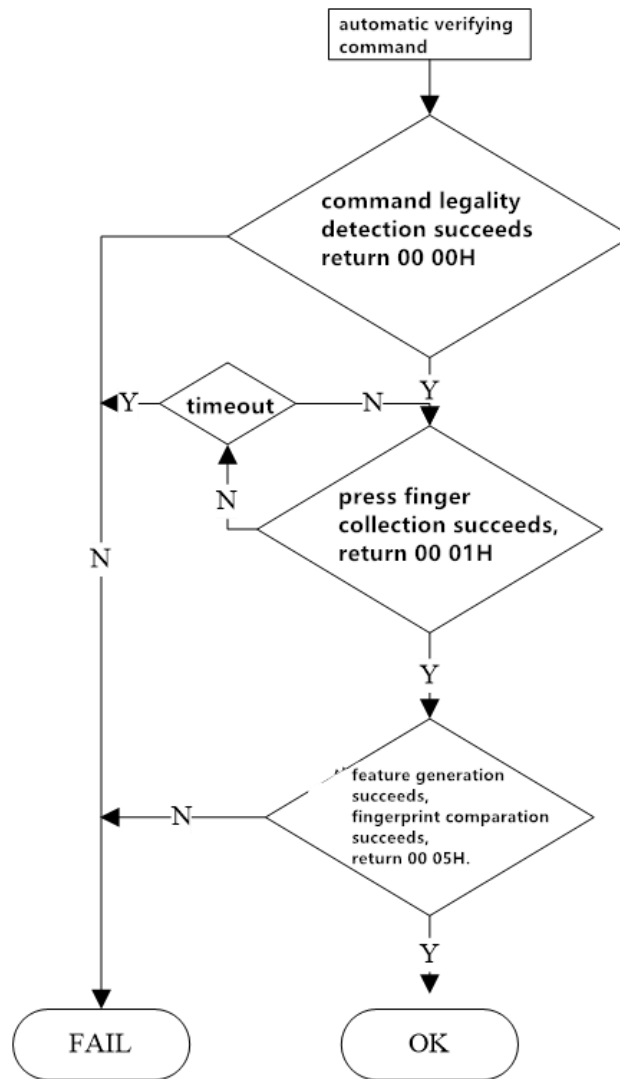 automatic verifying
command
command legality
detection succeeds
return 00 00H
Y
Y
timeout
N
N
press finger
collection succeeds,
return 00 01H
N
Y
feature generation
succeeds,
fingerprint comparation
succeeds,
return 00 05H.
N
Y
FAIL
OK